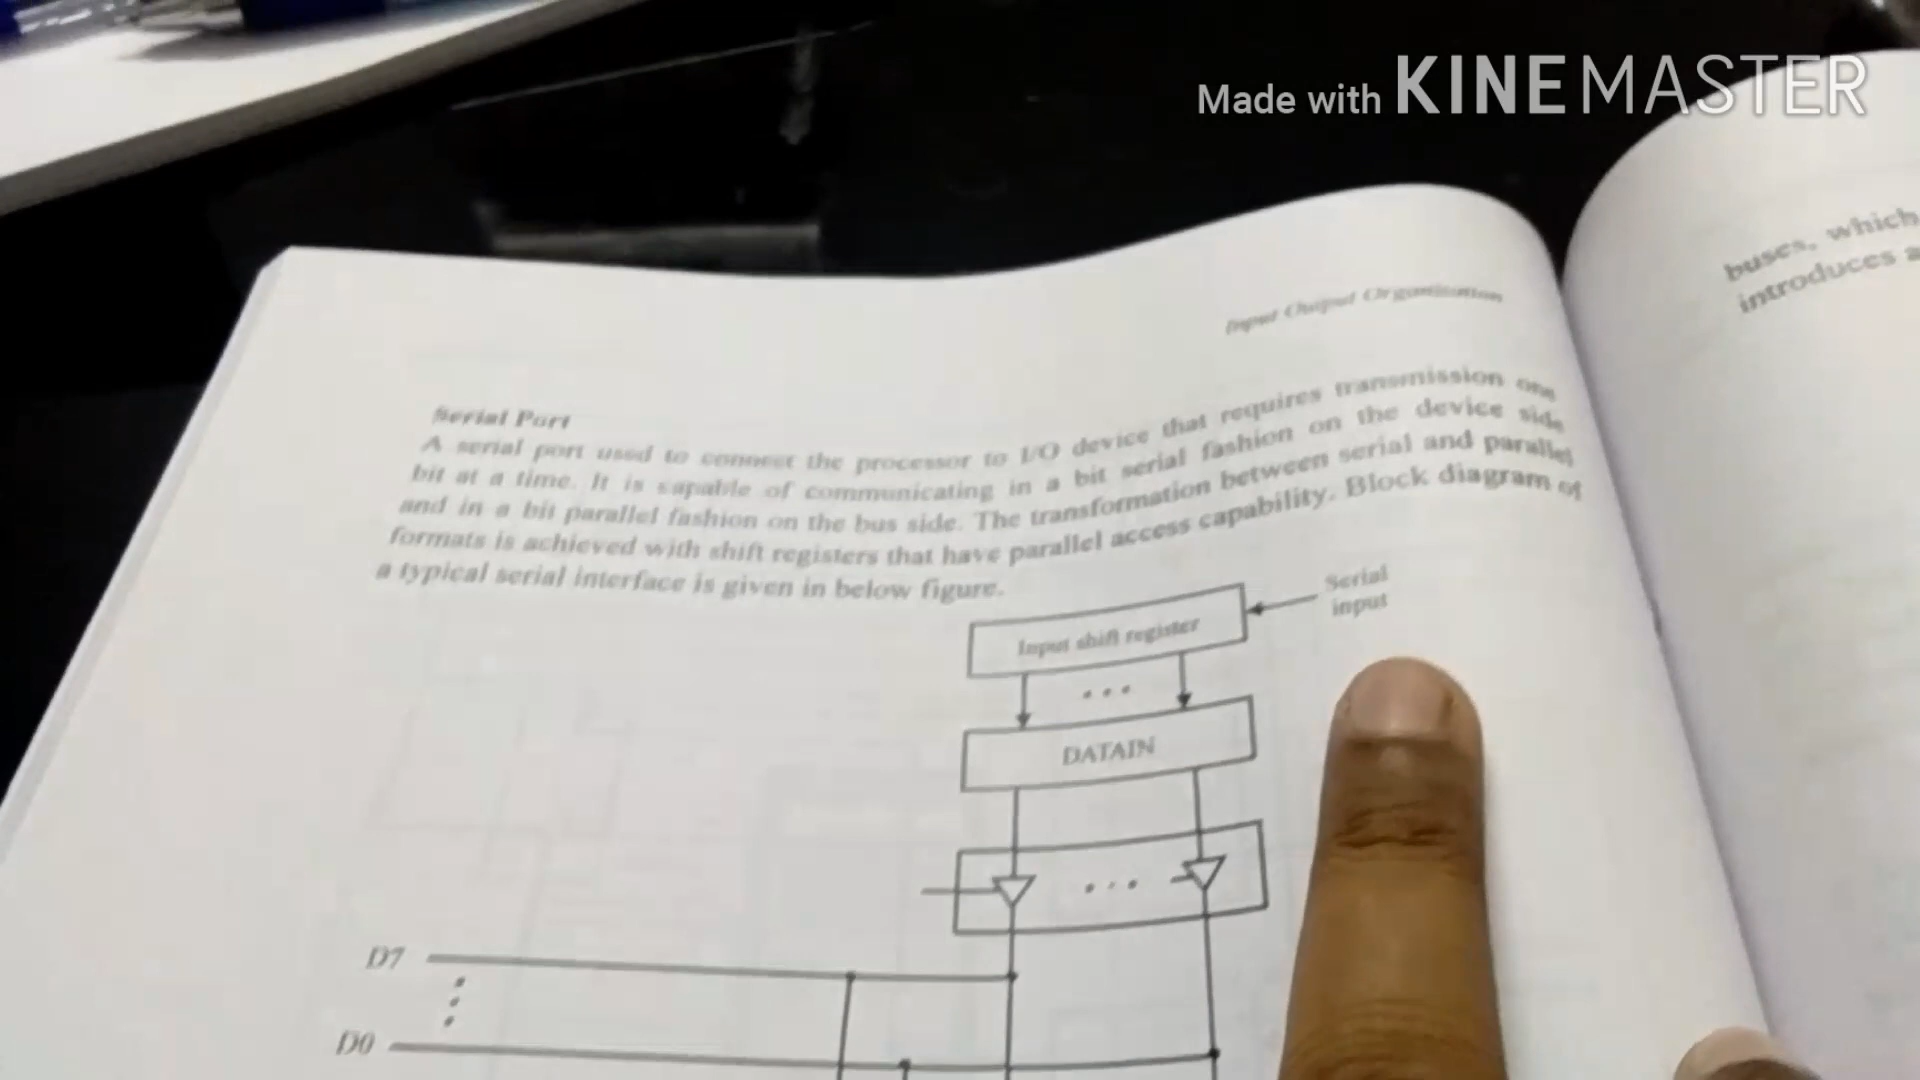 Made with KINEMASTER
buses, which
introduces a
Input Output Organization
Serial Port
A serial port used to connect the processor to I/O device that requires transmission one
bit at a time. It is capable of communicating in a bit serial fashion on the device side
and in a bit parallel fashion on the bus side. The transformation between serial and parallel
formats is achieved with shift registers that have parallel access capability. Block diagram of
a typical serial interface is given in below figure.
Serial
input
Input shift register
DATAIN
D7
D0